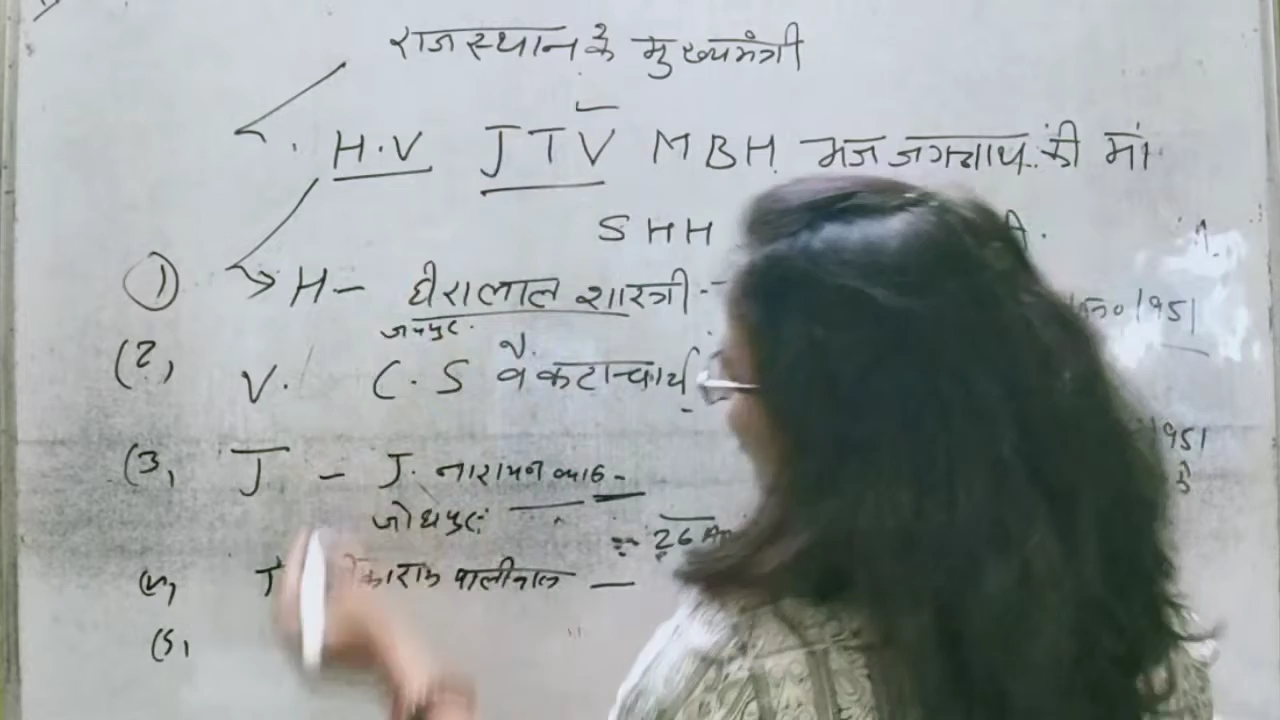 राजस्थान के मुख्यमंत्री
H.V JTV MBH भज जगन्नाथ की मां
SHH
① H - हीरालाल शास्त्री - 1951
जयपुर
(2) V. C.S वेंकटाचार्य
1951
(3) J - J. नारायण व्यास -
जोधपुर
26
(4) T टीकाराम पालीवाल -
(5)